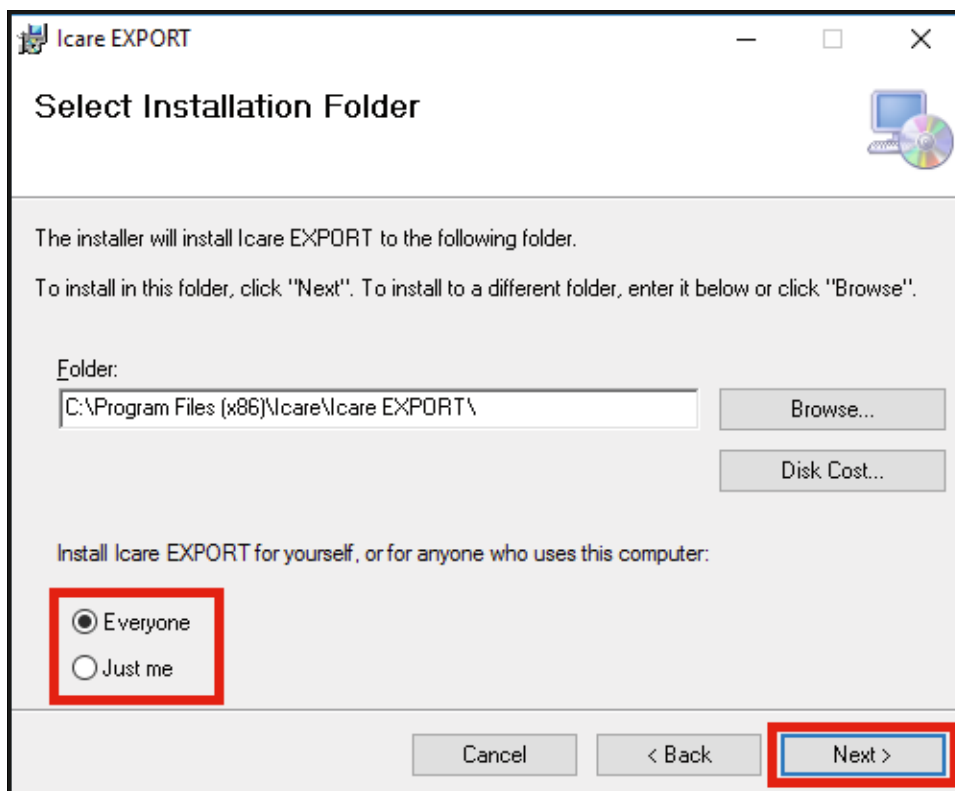 Icare EXPORT
Select Installation Folder
The installer will install Icare EXPORT to the following folder.
To install in this folder, click "Next". To install to a different folder, enter it below or click "Browse".
Folder:
C:\Program Files (x86)\Icare\Icare EXPORT\
Browse...
Disk Cost...
Install Icare EXPORT for yourself, or for anyone who uses this computer:
Everyone
Just me
Cancel
< Back
Next >